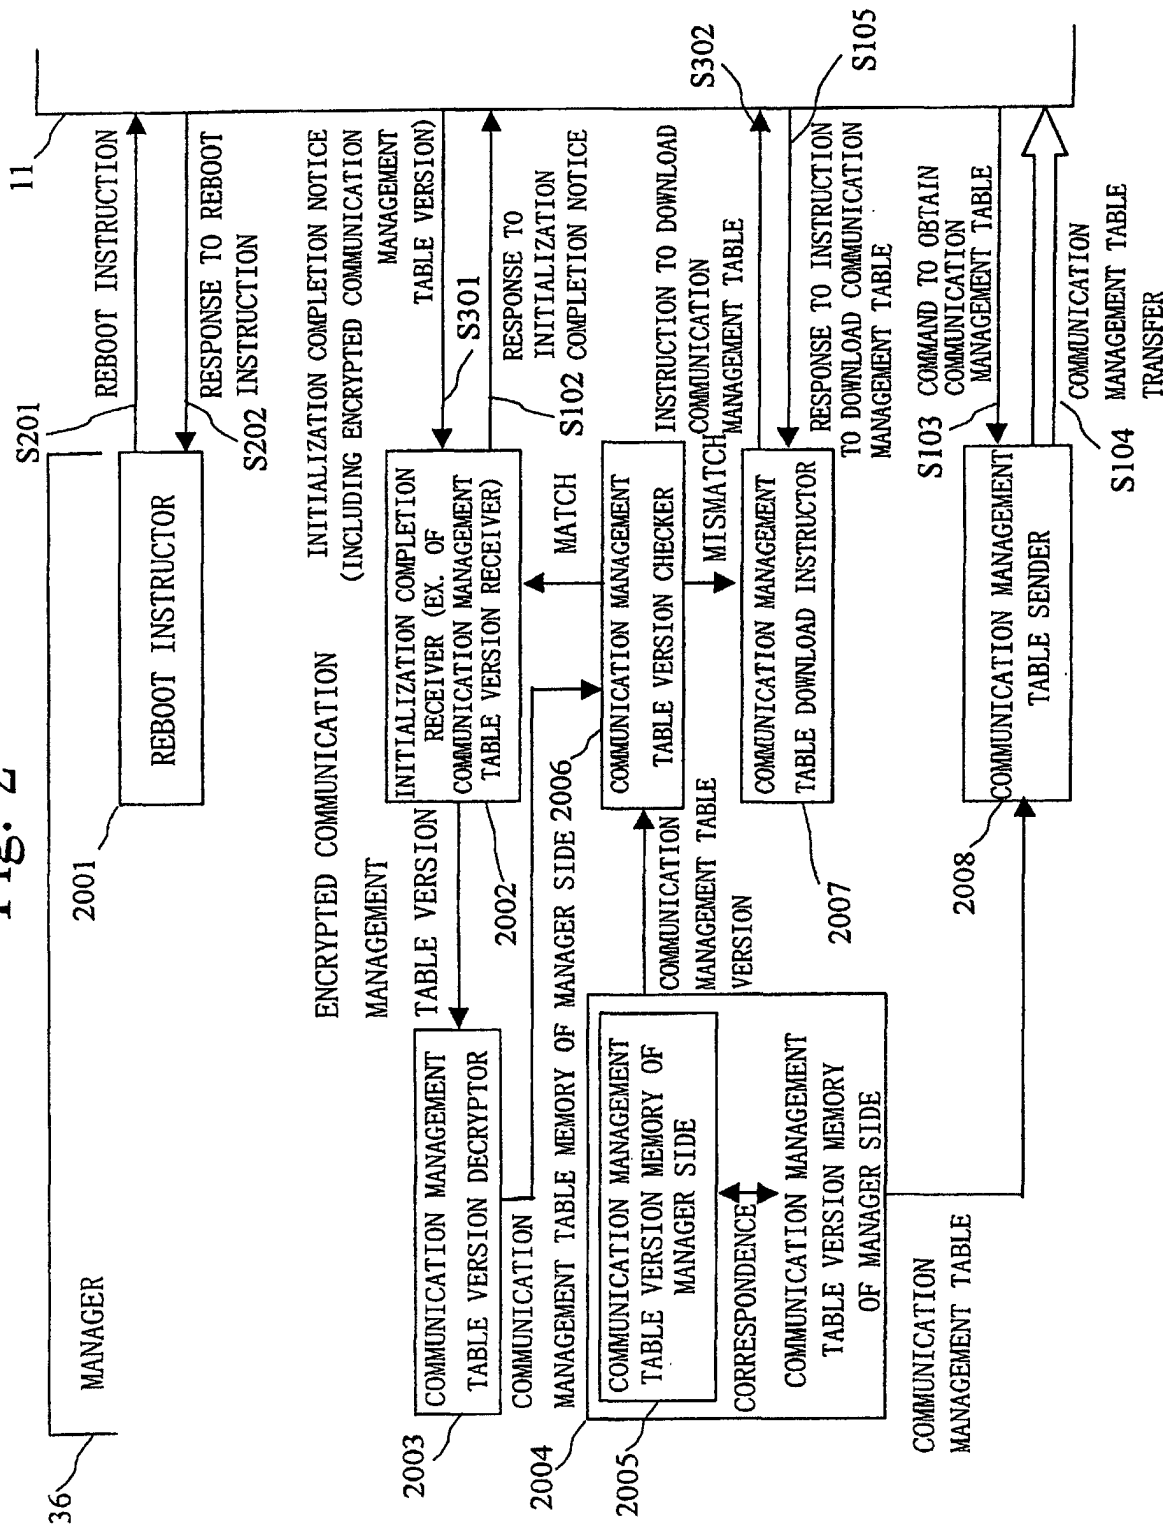 Fig. 2
36
MANAGER
11
2001
REBOOT INSTRUCTOR
S201
REBOOT INSTRUCTION
RESPONSE TO REBOOT
INSTRUCTION
S202
INITIALIZATION COMPLETION NOTICE
(INCLUDING ENCRYPTED COMMUNICATION
MANAGEMENT
TABLE VERSION)
S301
RESPONSE TO
INITIALIZATION
COMPLETION NOTICE
S102
ENCRYPTED COMMUNICATION
MANAGEMENT
TABLE VERSION
INITIALIZATION COMPLETION
RECEIVER (EX. OF
COMMUNICATION MANAGEMENT
TABLE VERSION RECEIVER)
2002
2003
COMMUNICATION MANAGEMENT
TABLE VERSION DECRYPTOR
COMMUNICATION
MANAGEMENT TABLE MEMORY OF MANAGER SIDE
2006
MATCH
COMMUNICATION MANAGEMENT
TABLE VERSION CHECKER
MISMATCH
INSTRUCTION TO DOWNLOAD
COMMUNICATION
MANAGEMENT TABLE
S302
S105
2004
2005
COMMUNICATION MANAGEMENT
TABLE VERSION MEMORY OF
MANAGER SIDE
CORRESPONDENCE
COMMUNICATION MANAGEMENT
TABLE VERSION MEMORY
OF MANAGER SIDE
COMMUNICATION
MANAGEMENT TABLE
VERSION
COMMUNICATION MANAGEMENT
TABLE DOWNLOAD INSTRUCTOR
2007
RESPONSE TO INSTRUCTION
TO DOWNLOAD COMMUNICATION
MANAGEMENT TABLE
S103
COMMAND TO OBTAIN
COMMUNICATION
MANAGEMENT TABLE
2008
COMMUNICATION MANAGEMENT
TABLE SENDER
S104
COMMUNICATION
MANAGEMENT TABLE
TRANSFER
COMMUNICATION
MANAGEMENT TABLE